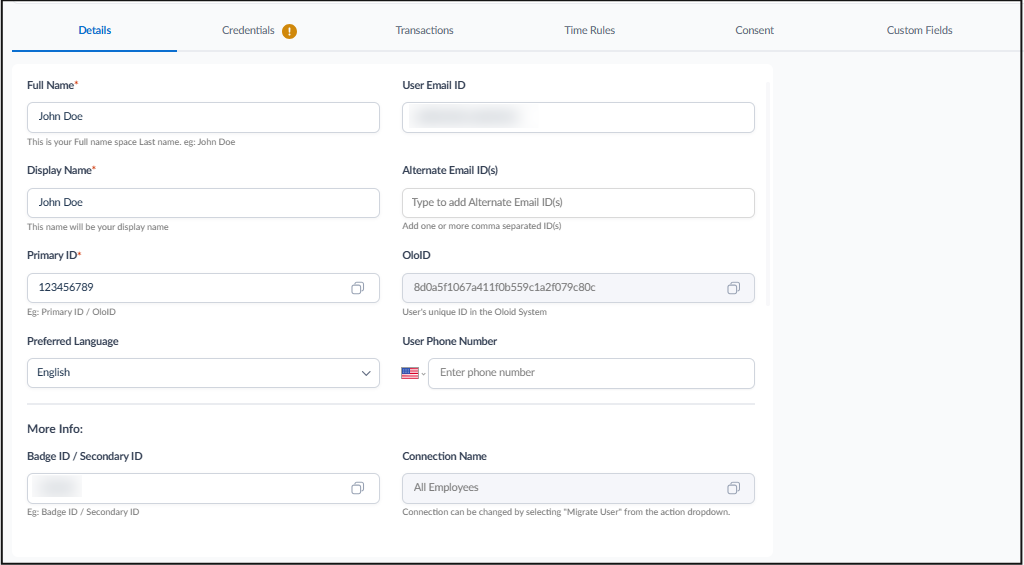 Details Credentials ! Transactions Time Rules Consent Custom Fields
Full Name* User Email ID
John Doe
This is your Full name space Last name. eg: John Doe
Display Name* Alternate Email ID(s)
John Doe Type to add Alternate Email ID(s)
This name will be your display name Add one or more comma separated ID(s)
Primary ID* OloID
123456789 8d0a5f1067a411f0b559c1a2f079c80c
Eg: Primary ID / OloID User's unique ID in the Oloid System
Preferred Language User Phone Number
English Enter phone number
More Info:
Badge ID / Secondary ID Connection Name
All Employees
Eg: Badge ID / Secondary ID Connection can be changed by selecting "Migrate User" from the action dropdown.